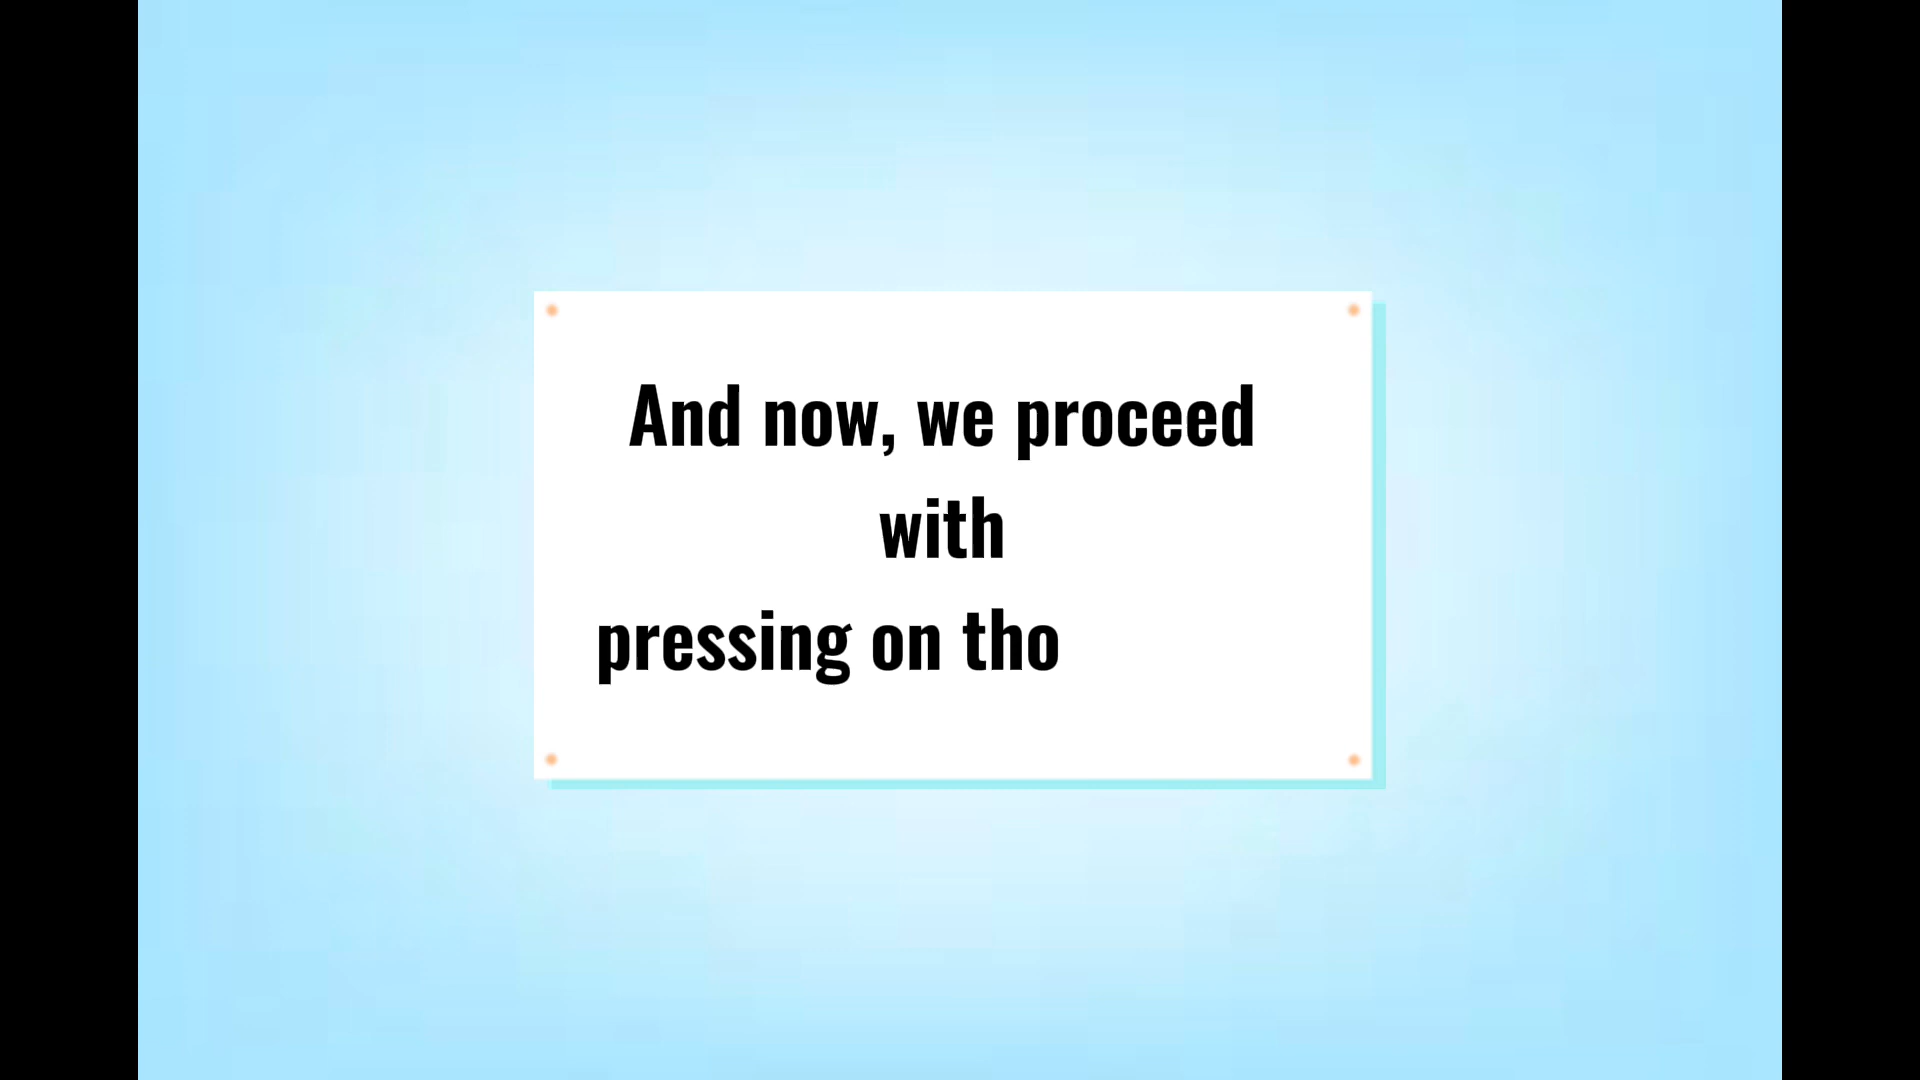 And now, we proceed
with
pressing on tho